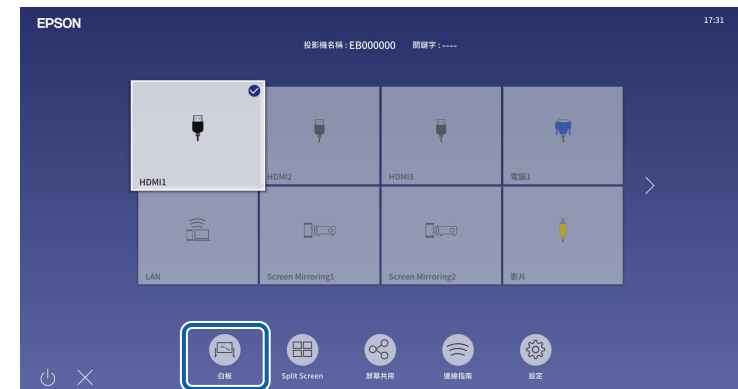 EPSON
17:31
投影機名稱 : EB000000 關鍵字 : ----
HDMI1
HDMI2
HDMI3
電腦1
LAN
Screen Mirroring1
Screen Mirroring2
影片
白板
Split Screen
屏幕共用
連線指南
設定